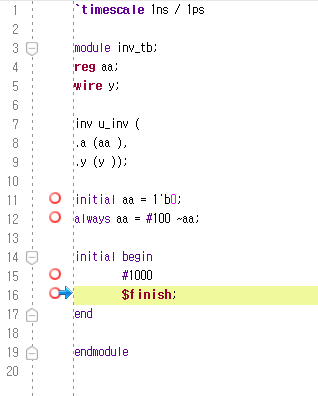 1 `timescale 1ns / 1ps
2
3 module inv_tb;
4 reg aa;
5 wire y;
6
7 inv u_inv (
8 .a (aa ),
9 .y (y ));
10
11 initial aa = 1'b0;
12 always aa = #100 ~aa;
13
14 initial begin
15 #1000
16 $finish;
17 end
18
19 endmodule
20